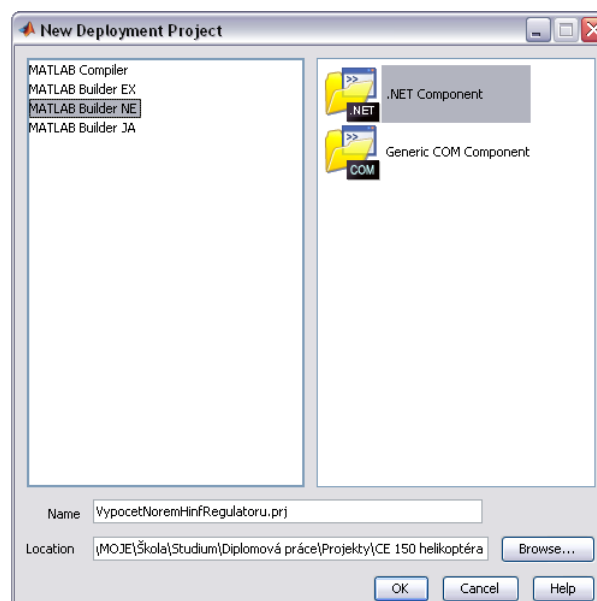 New Deployment Project
MATLAB Compiler
MATLAB Builder EX
MATLAB Builder NE
MATLAB Builder JA
>>
.NET
.NET Component
>>
COM
Generic COM Component
Name VypocetNoremHinfRegulatoru.prj
Location \MOJE\Škola\Studium\Diplomová práce\Projekty\CE 150 helikoptéra Browse...
OK Cancel Help